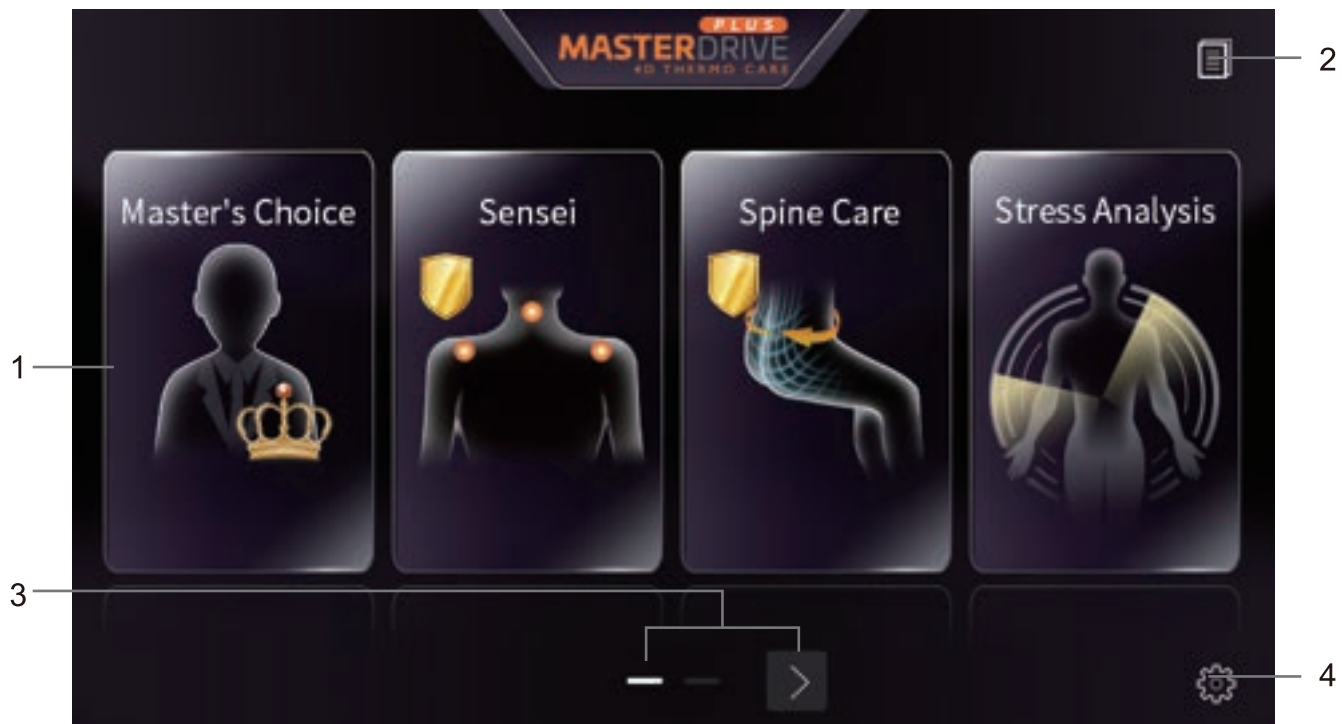 PLUS
MASTERDRIVE
4D THERMO CARE
2
Master's Choice
Sensei
Spine Care
Stress Analysis
1
3
4